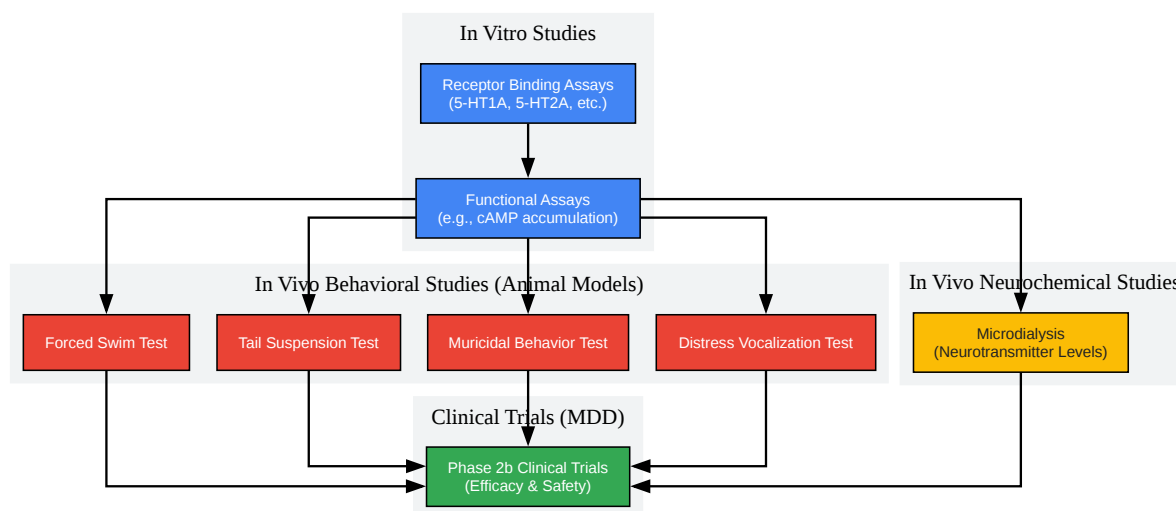 In Vitro Studies
Receptor Binding Assays
(5-HT1A, 5-HT2A, etc.)
Functional Assays
(e.g., cAMP accumulation)
In Vivo Behavioral Studies (Animal Models)
In Vivo Neurochemical Studies
Forced Swim Test
Tail Suspension Test
Muricidal Behavior Test
Distress Vocalization Test
Microdialysis
(Neurotransmitter Levels)
Clinical Trials (MDD)
Phase 2b Clinical Trials
(Efficacy & Safety)